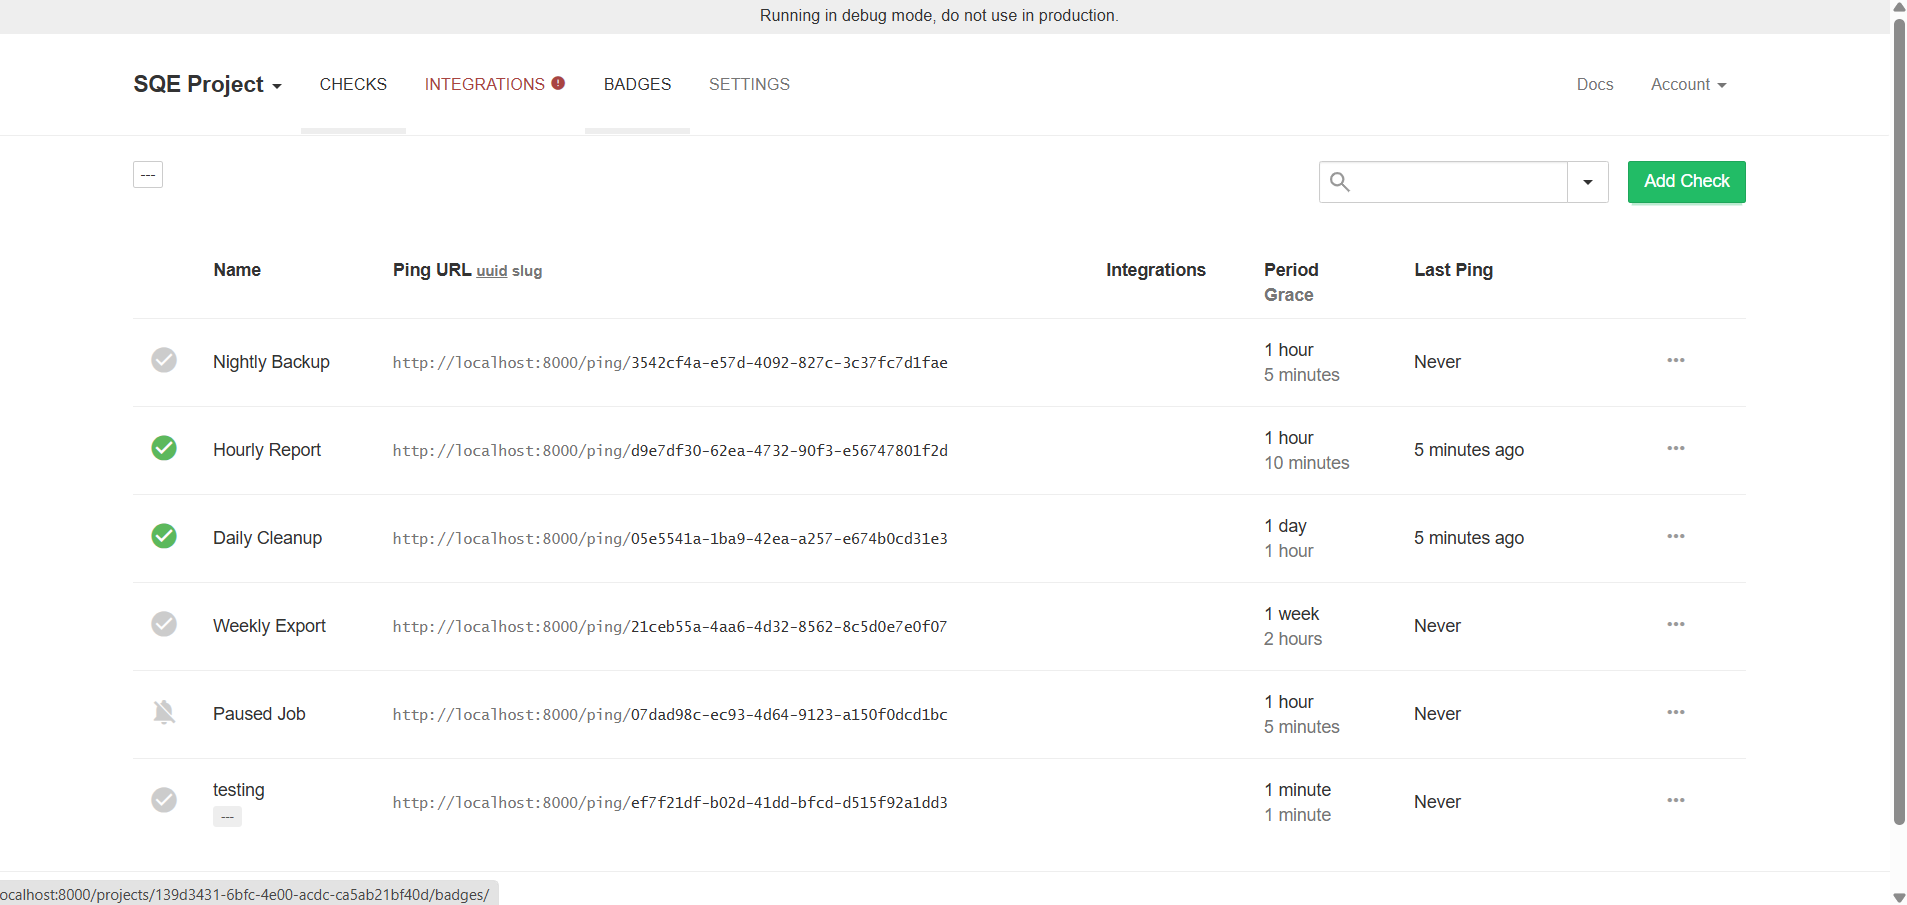 Running in debug mode, do not use in production.
SQE Project CHECKS INTEGRATIONS BADGES SETTINGS Docs Account
---
Add Check
Name Ping URL uuid slug Integrations Period Last Ping
Grace
Nightly Backup http://localhost:8000/ping/3542cf4a-e57d-4092-827c-3c37fc7d1fae 1 hour Never
5 minutes
Hourly Report http://localhost:8000/ping/d9e7df30-62ea-4732-90f3-e56747801f2d 1 hour 5 minutes ago
10 minutes
Daily Cleanup http://localhost:8000/ping/05e5541a-1ba9-42ea-a257-e674b0cd31e3 1 day 5 minutes ago
1 hour
Weekly Export http://localhost:8000/ping/21ceb55a-4aa6-4d32-8562-8c5d0e7e0f07 1 week Never
2 hours
Paused Job http://localhost:8000/ping/07dad98c-ec93-4d64-9123-a150f0dcd1bc 1 hour Never
5 minutes
testing http://localhost:8000/ping/ef7f21df-b02d-41dd-bfcd-d515f92a1dd3 1 minute Never
--- 1 minute
ocalhost:8000/projects/139d3431-6bfc-4e00-acdc-ca5ab21bf40d/badges/